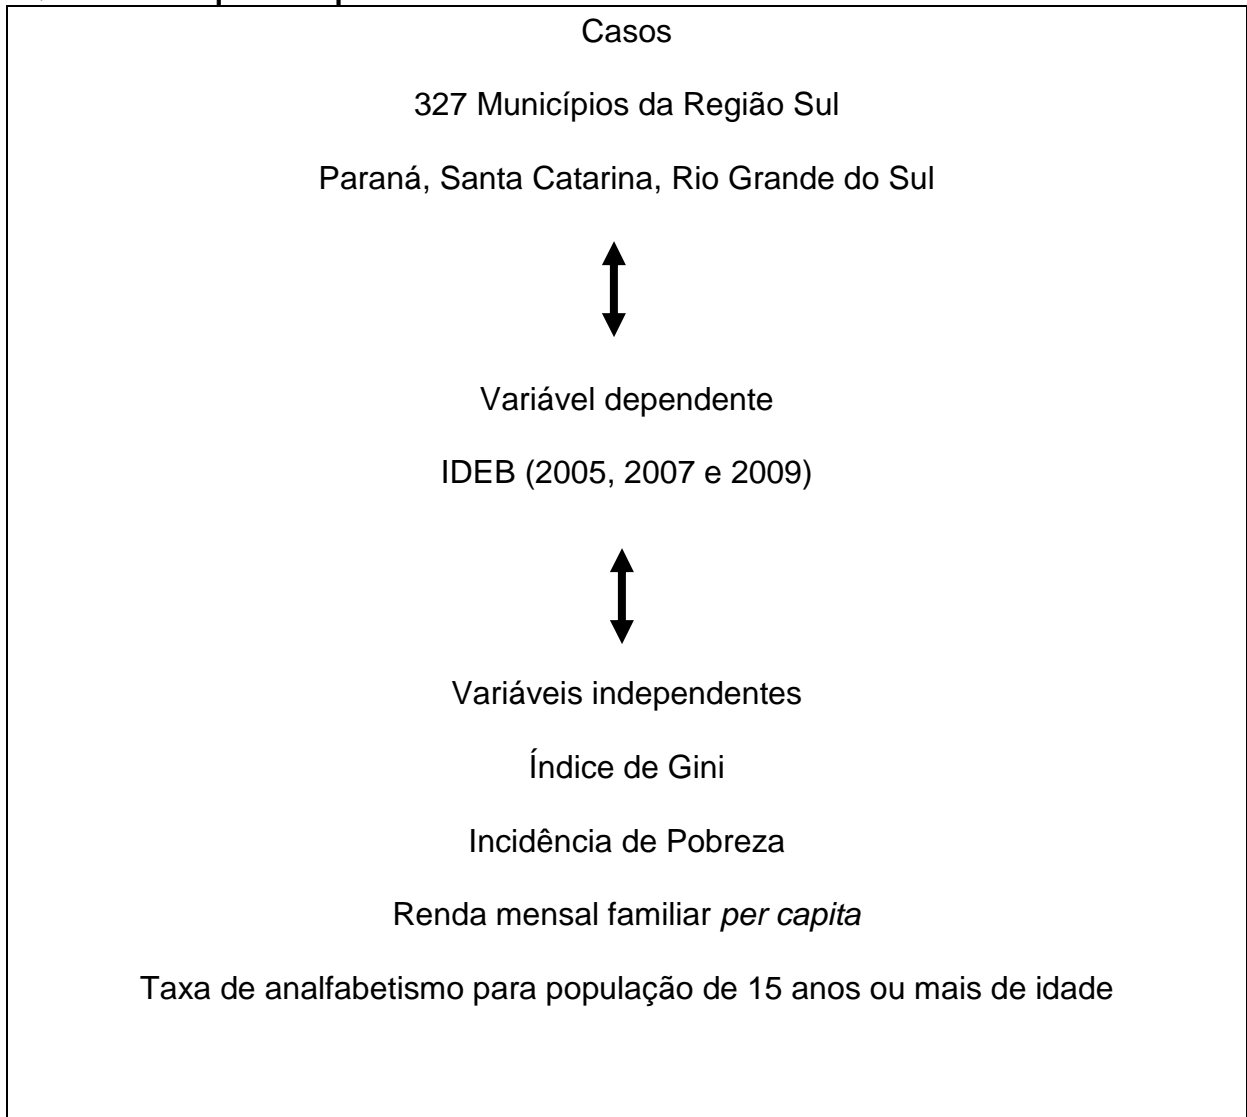 Casos
327 Municípios da Região Sul
Paraná, Santa Catarina, Rio Grande do Sul
Variável dependente
IDEB (2005, 2007 e 2009)
Variáveis independentes
Índice de Gini
Incidência de Pobreza
Renda mensal familiar per capita
Taxa de analfabetismo para população de 15 anos ou mais de idade